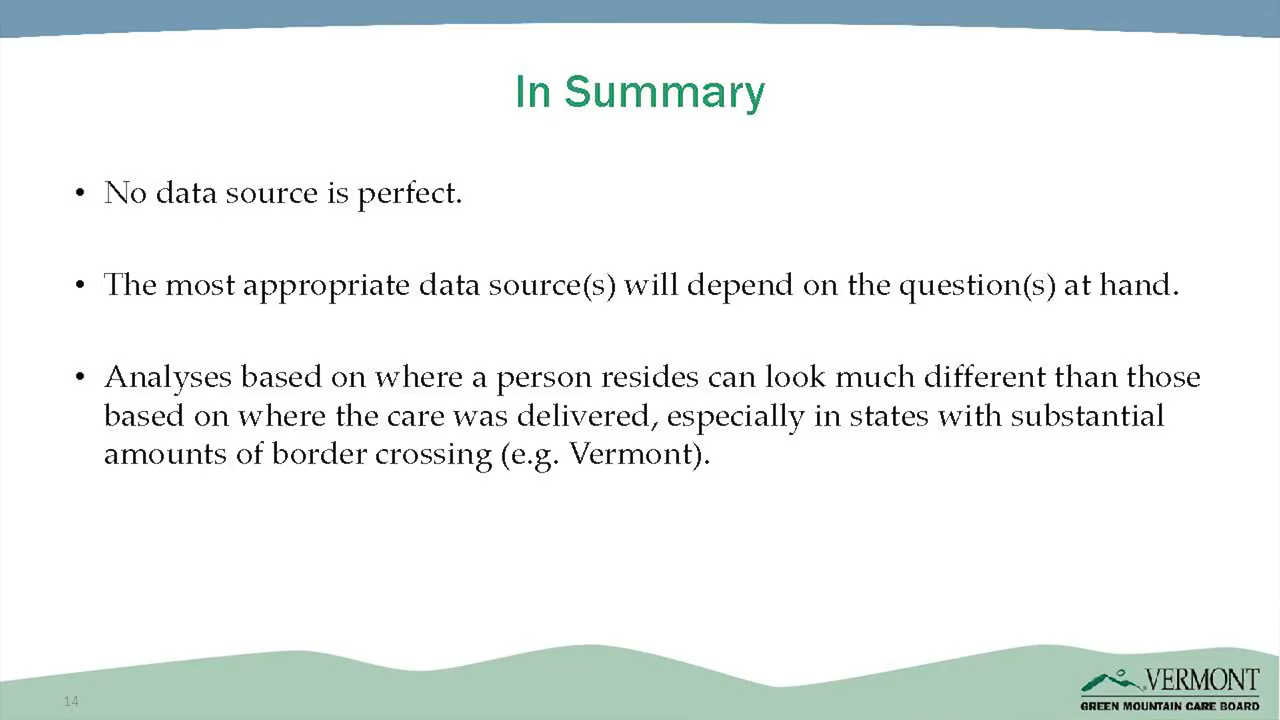 In Summary
• No data source is perfect.
• The most appropriate data source(s) will depend on the question(s) at hand.
• Analyses based on where a person resides can look much different than those
based on where the care was delivered, especially in states with substantial
amounts of border crossing (e.g. Vermont).
14
VERMONT
GREEN MOUNTAIN CARE BOARD